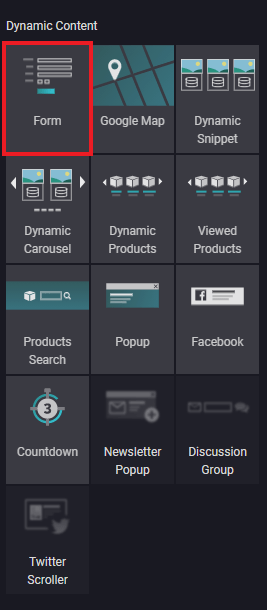 Dynamic Content
Form
Google Map
Dynamic
Snippet
Dynamic
Carousel
Dynamic
Products
Viewed
Products
Products
Search
Popup
Facebook
3
Countdown
Newsletter
Popup
Discussion
Group
Twitter
Scroller